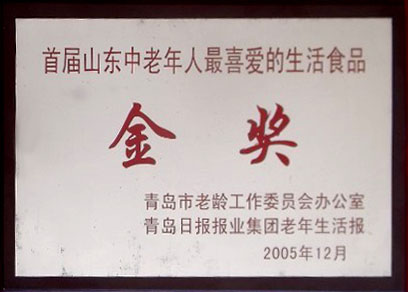 首届山东中老年人最喜爱的生活食品
金奖
青岛市老龄工作委员会办公室
青岛日报报业集团老年生活报
2005年12月